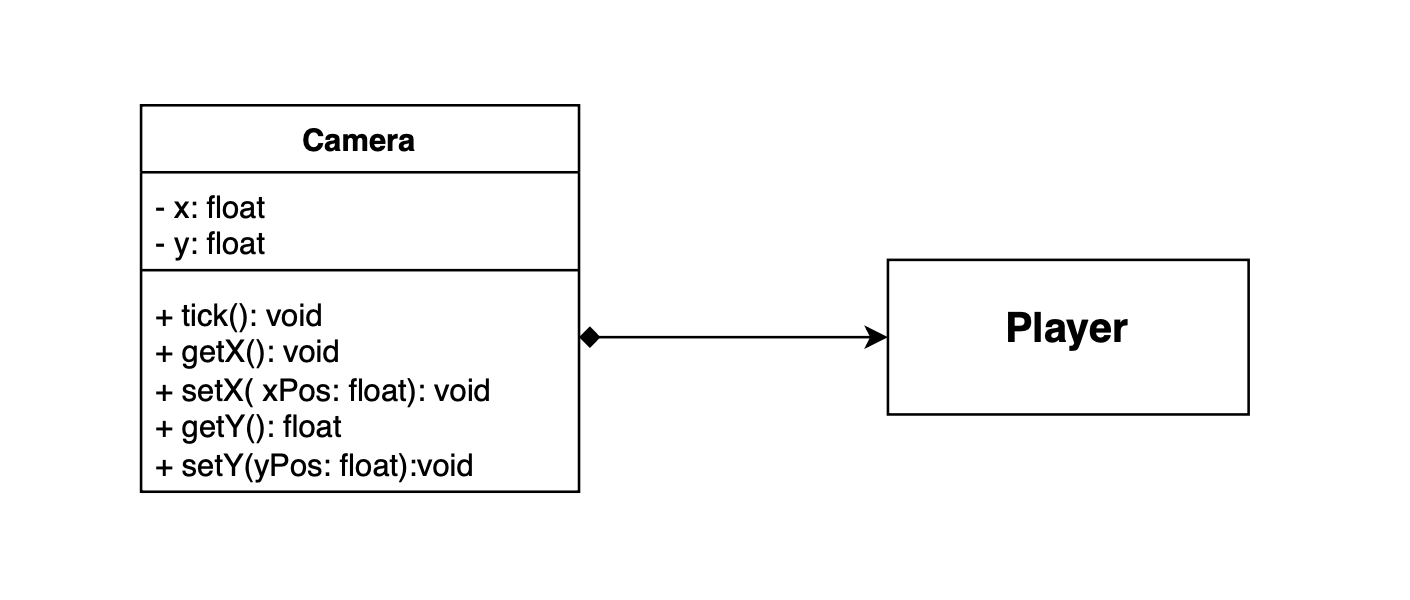 Camera
- x: float
- y: float
+ tick(): void
+ getX(): void
+ setX( xPos: float): void
+ getY(): float
+ setY(yPos: float):void
Player